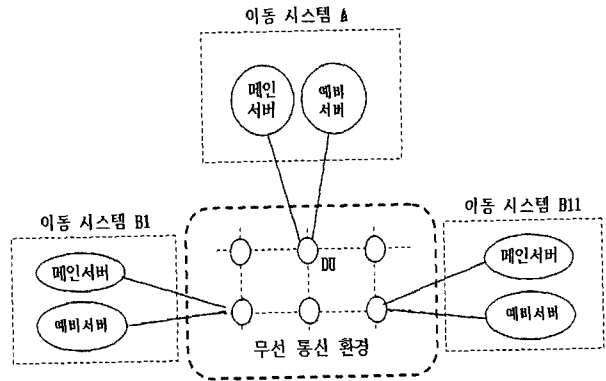 이동 시스템 A
메인
서버
예비
서버
이동 시스템 B1
메인서버
예비서버
DU
무선 통신 환경
이동 시스템 B11
메인서버
예비서버